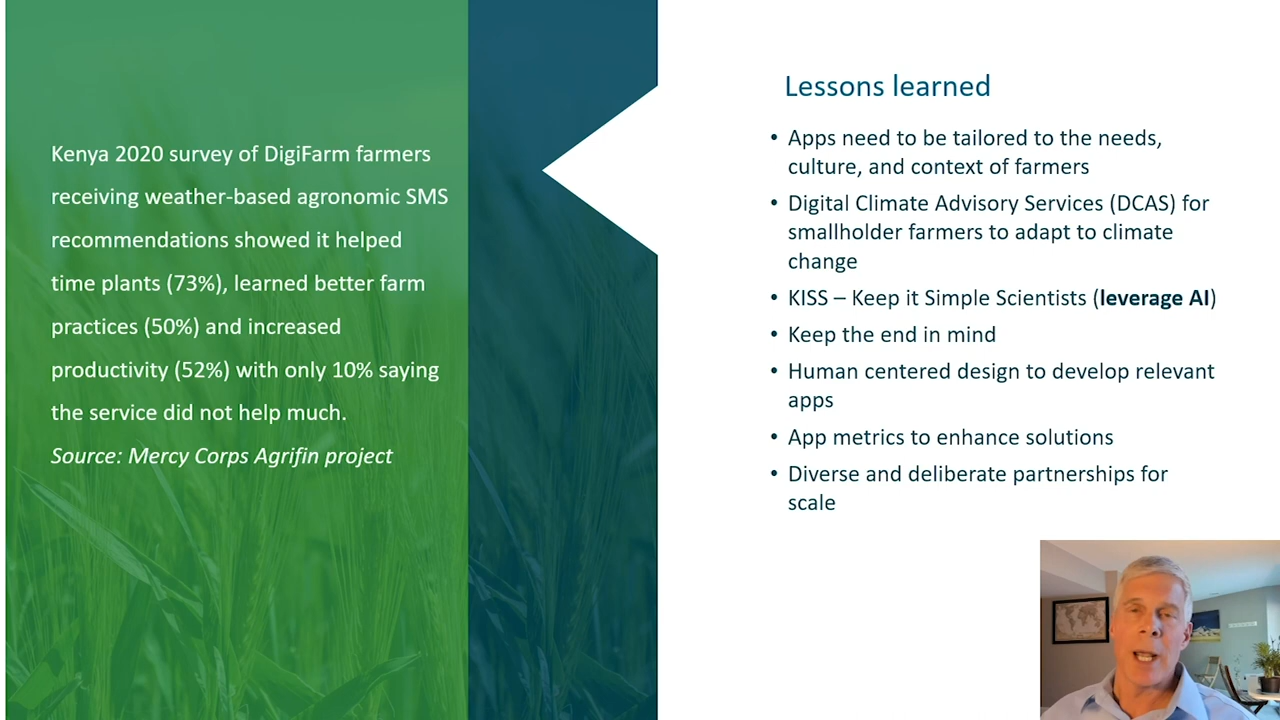 Kenya 2020 survey of DigiFarm farmers
receiving weather-based agronomic SMS
recommendations showed it helped
time plants (73%), learned better farm
practices (50%) and increased
productivity (52%) with only 10% saying
the service did not help much.
Source: Mercy Corps Agrifin project
Lessons learned
• Apps need to be tailored to the needs,
culture, and context of farmers
• Digital Climate Advisory Services (DCAS) for
smallholder farmers to adapt to climate
change
• KISS – Keep it Simple Scientists (leverage AI)
• Keep the end in mind
• Human centered design to develop relevant
apps
• App metrics to enhance solutions
• Diverse and deliberate partnerships for
scale